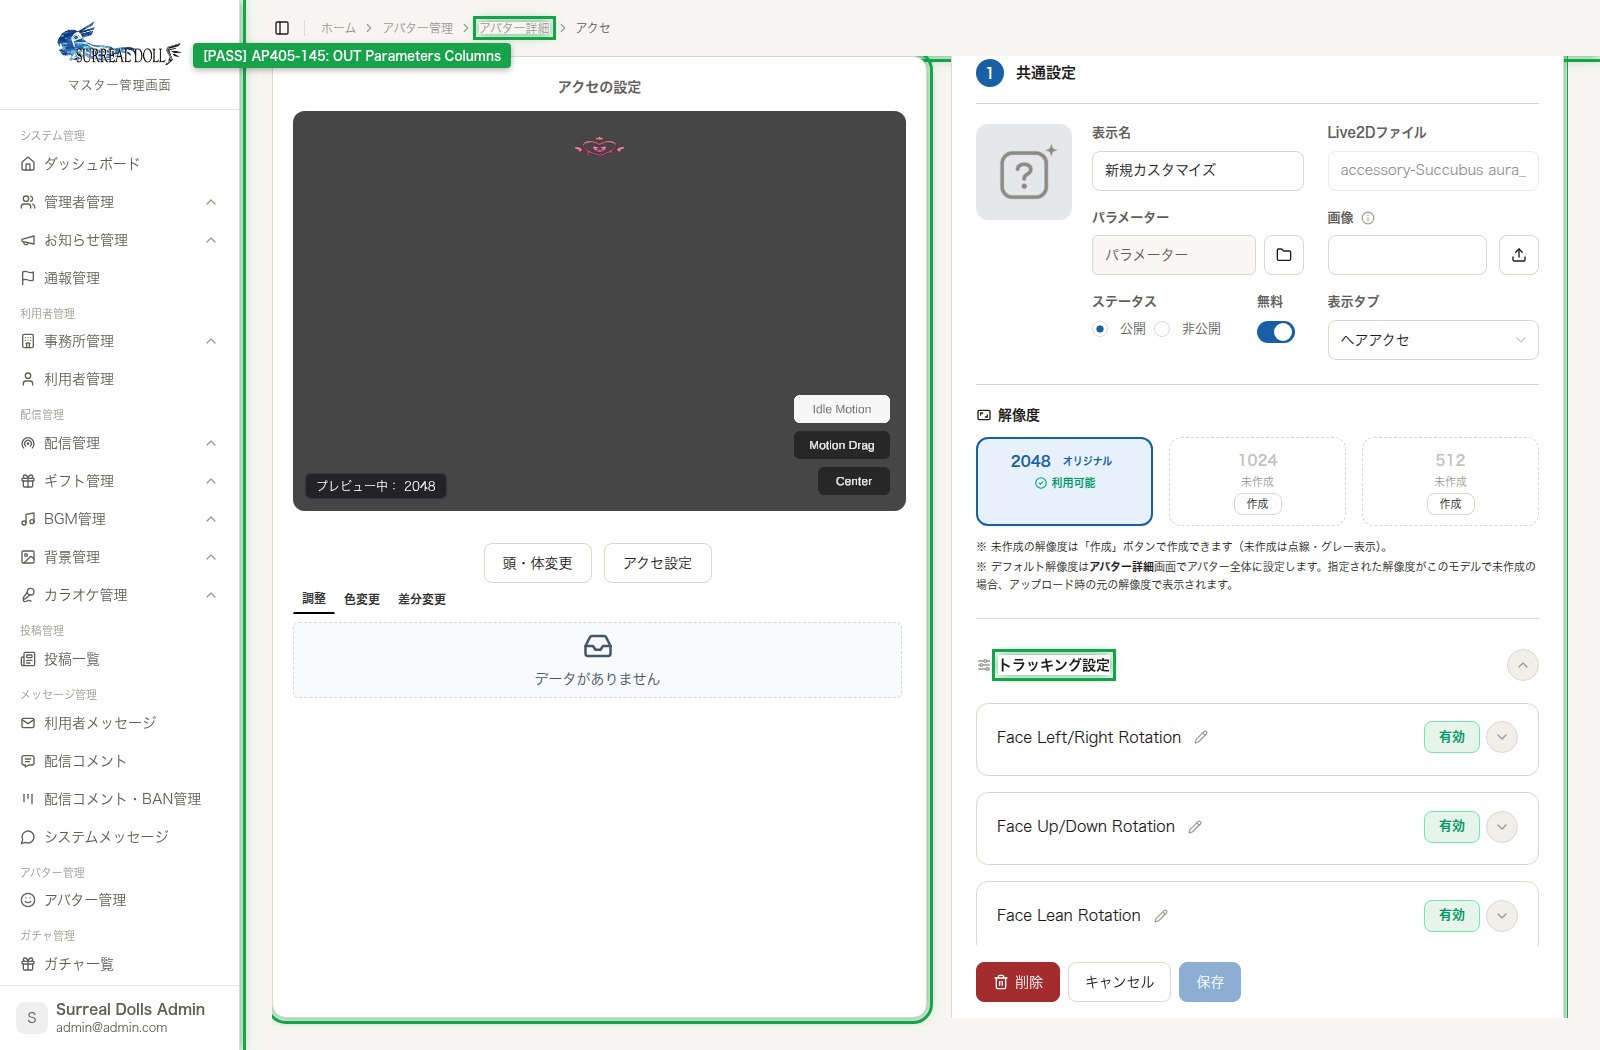 SURREAL DOLL
マスター管理画面
システム管理
ダッシュボード
管理者管理
お知らせ管理
通報管理
利用者管理
事務所管理
利用者管理
配信管理
配信管理
ギフト管理
BGM管理
背景管理
カラオケ管理
投稿管理
投稿一覧
メッセージ管理
利用者メッセージ
配信コメント
配信コメント・BAN管理
システムメッセージ
アバター管理
アバター管理
ガチャ管理
ガチャ一覧
S
Surreal Dolls Admin
admin@admin.com
ホーム
アバター管理
アバター詳細
アクセ
[PASS] AP405-145: OUT Parameters Columns
アクセの設定
Idle Motion
Motion Drag
Center
プレビュー中： 2048
頭・体変更
アクセ設定
調整
色変更
差分変更
データがありません
1
共通設定
表示名
Live2Dファイル
新規カスタマイズ
accessory-Succubus aura_
パラメーター
画像
パラメーター
ステータス
無料
表示タブ
公開
非公開
ヘアアクセ
解像度
2048 オリジナル
利用可能
1024
未作成
作成
512
未作成
作成
※ 未作成の解像度は「作成」ボタンで作成できます（未作成は点線・グレー表示）。
※ デフォルト解像度はアバター詳細画面でアバター全体に設定します。指定された解像度がこのモデルで未作成の
場合、アップロード時の元の解像度で表示されます。
トラッキング設定
Face Left/Right Rotation
有効
Face Up/Down Rotation
有効
Face Lean Rotation
有効
削除
キャンセル
保存